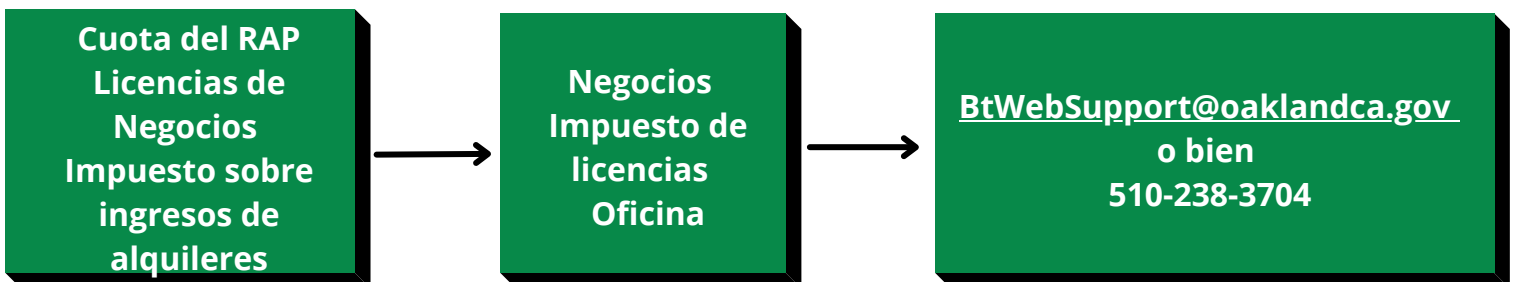 Cuota del RAP
Licencias de
Negocios
Impuesto sobre
ingresos de
alquileres
Negocios
Impuesto de
licencias
Oficina
BtWebSupport@oaklandca.gov
o bien
510-238-3704